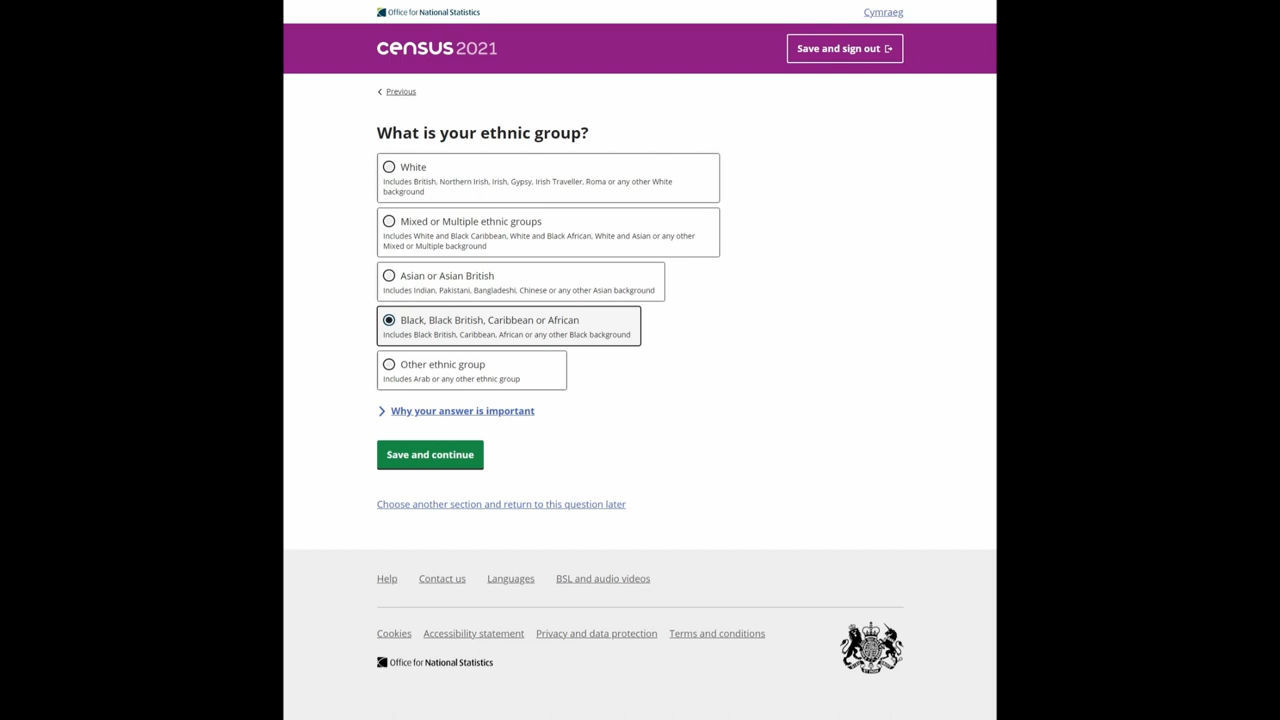 Office for National Statistics
Cymraeg
census 2021
Save and sign out
Previous
What is your ethnic group?
White
Includes British, Northern Irish, Irish, Gypsy, Irish Traveller, Roma or any other White
background
Mixed or Multiple ethnic groups
Includes White and Black Caribbean, White and Black African, White and Asian or any other
Mixed or Multiple background
Asian or Asian British
Includes Indian, Pakistani, Bangladeshi, Chinese or any other Asian background
Black, Black British, Caribbean or African
Includes Black British, Caribbean, African or any other Black background
Other ethnic group
Includes Arab or any other ethnic group
Why your answer is important
Save and continue
Choose another section and return to this question later
Help Contact us Languages BSL and audio videos
Cookies Accessibility statement Privacy and data protection Terms and conditions
Office for National Statistics